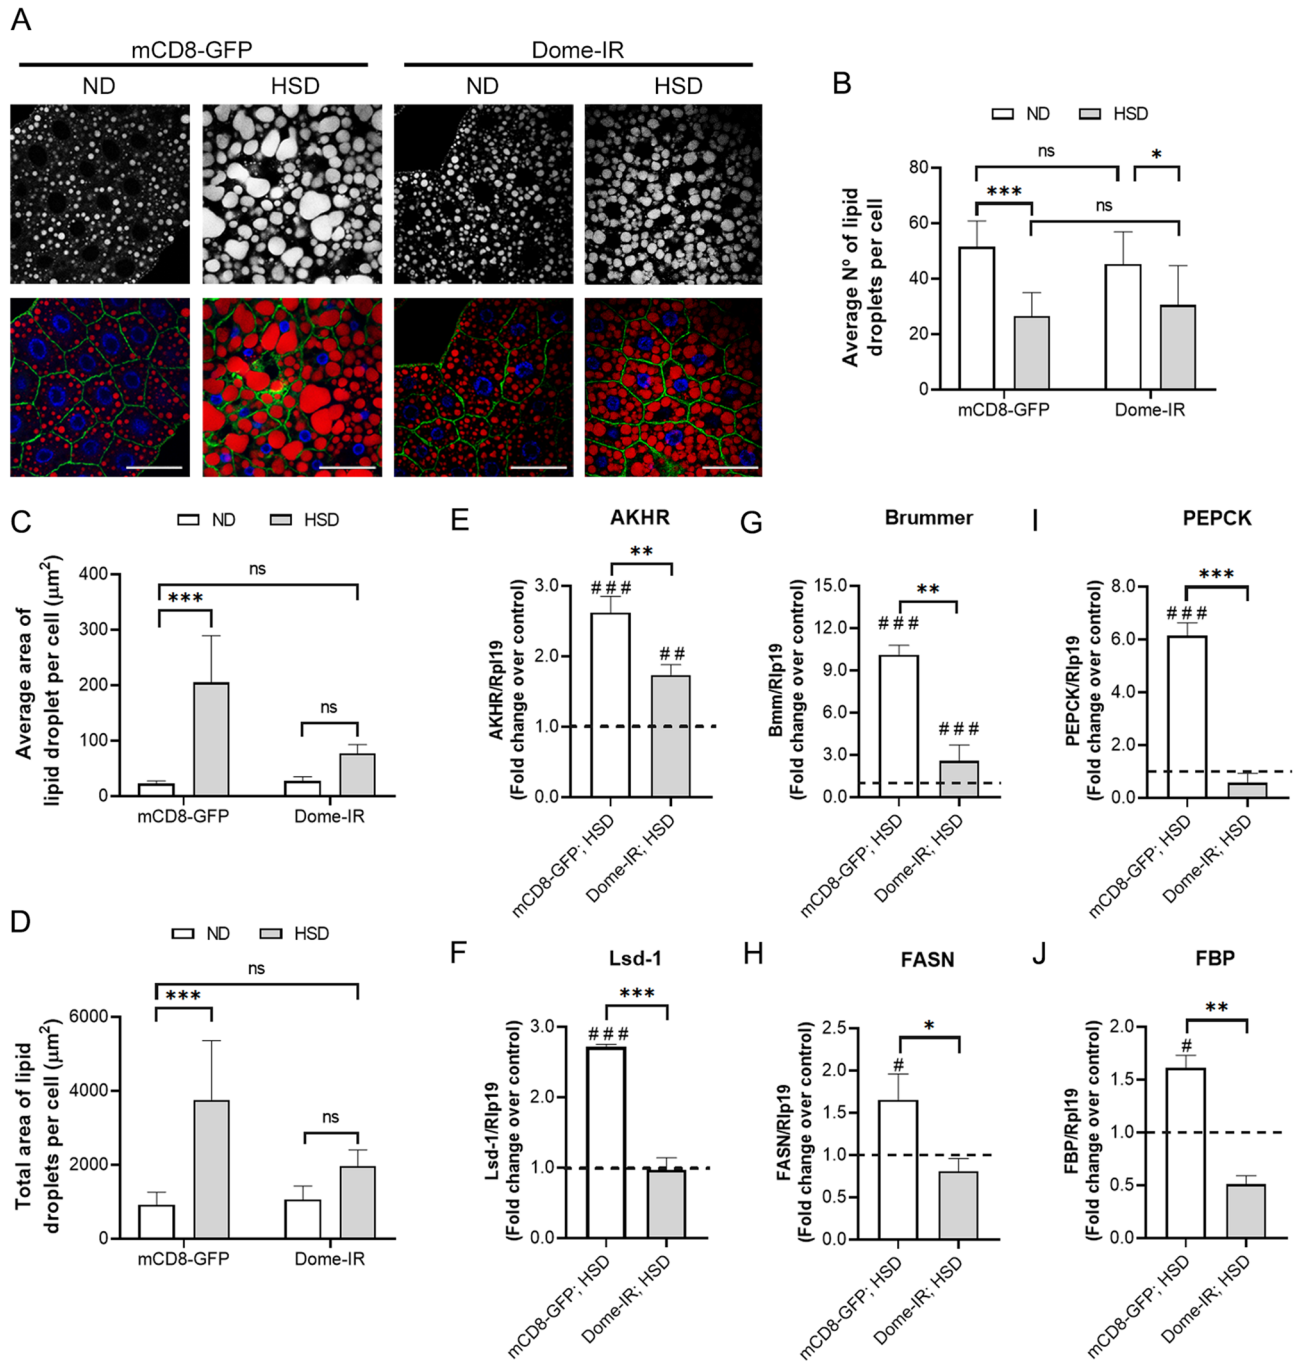 A
mCD8-GFP
Dome-IR
ND
HSD
ND
HSD
B
ND
HSD
ns
*
***
ns
Average Nº of lipid
droplets per cell
80
60
40
20
0
mCD8-GFP
Dome-IR
C
ND
HSD
ns
***
ns
Average area of
lipid droplet per cell (µm2)
400
300
200
100
0
mCD8-GFP
Dome-IR
D
ND
HSD
ns
***
ns
Total area of lipid
droplets per cell (µm2)
6000
4000
2000
0
mCD8-GFP
Dome-IR
E
AKHR
**
###
##
AKHR/Rpl19
(Fold change over control)
3.0
2.0
1.0
0.0
mCD8-GFP; HSD
Dome-IR; HSD
F
Lsd-1
***
###
Lsd-1/Rlp19
(Fold change over control)
3.0
2.0
1.0
0.0
mCD8-GFP; HSD
Dome-IR; HSD
G
Brummer
**
###
###
Bmm/Rlp19
(Fold change over control)
15.0
12.0
9.0
6.0
3.0
0.0
mCD8-GFP; HSD
Dome-IR; HSD
H
FASN
*
#
FASN/Rlp19
(Fold change over control)
2.5
2.0
1.5
1.0
0.5
0.0
mCD8-GFP; HSD
Dome-IR; HSD
I
PEPCK
***
###
PEPCK/Rlp19
(Fold change over control)
8.0
6.0
4.0
2.0
0.0
mCD8-GFP; HSD
Dome-IR; HSD
J
FBP
**
#
FBP/Rpl19
(Fold change over control)
2.0
1.5
1.0
0.5
0.0
mCD8-GFP; HSD
Dome-IR; HSD